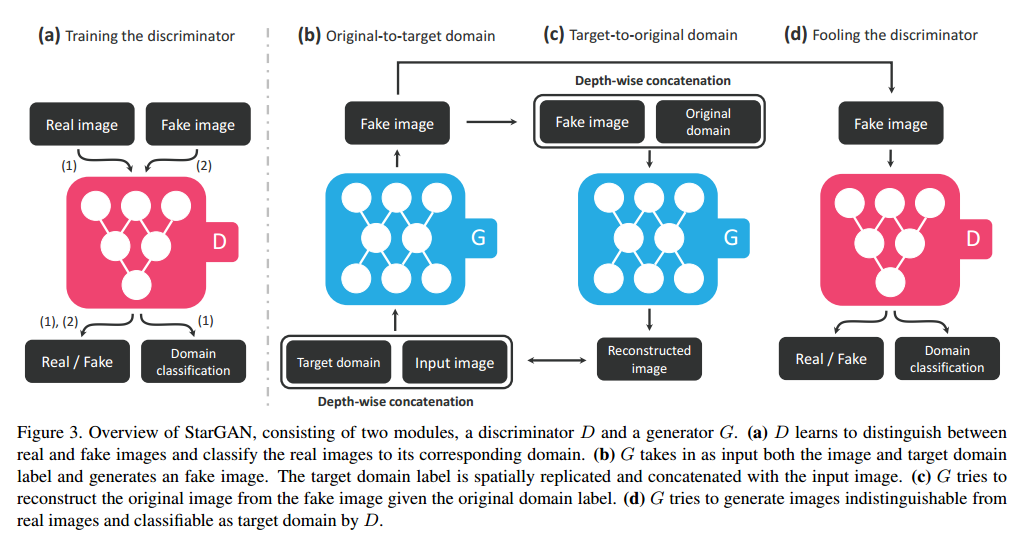 (a) Training the discriminator
(b) Original-to-target domain
(c) Target-to-original domain
(d) Fooling the discriminator
Real image
Fake image
(1)
(2)
D
(1), (2)
(1)
Real / Fake
Domain
classification
Fake image
G
Target domain
Input image
Depth-wise concatenation
Depth-wise concatenation
Fake image
Original
domain
G
Reconstructed
image
Fake image
D
Real / Fake
Domain
classification
Figure 3. Overview of StarGAN, consisting of two modules, a discriminator D and a generator G. (a) D learns to distinguish between
real and fake images and classify the real images to its corresponding domain. (b) G takes in as input both the image and target domain
label and generates an fake image. The target domain label is spatially replicated and concatenated with the input image. (c) G tries to
reconstruct the original image from the fake image given the original domain label. (d) G tries to generate images indistinguishable from
real images and classifiable as target domain by D.